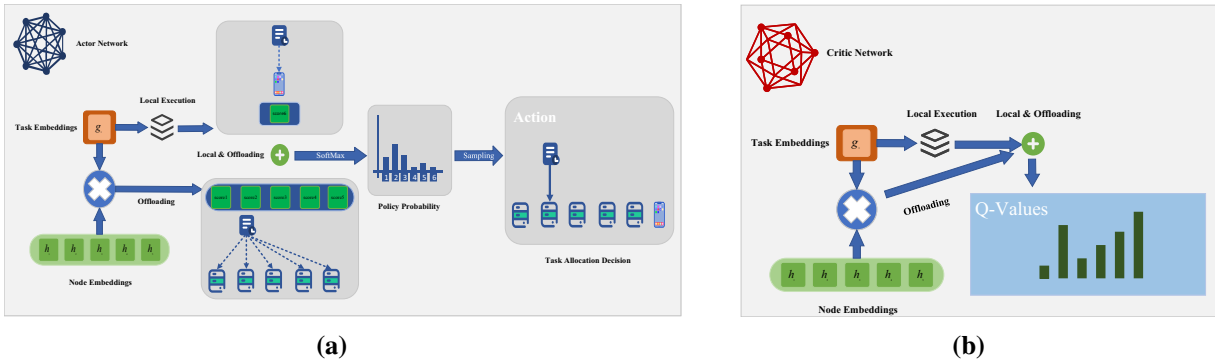 Actor Network
Local Execution
Task Embeddings
g
Local & Offloading
SoftMax
Sampling
Action
1 2 3 4 5 6
Policy Probability
Offloading
h h h h h
Node Embeddings
Task Allocation Decision
(a)
Critic Network
Local Execution
Local & Offloading
Task Embeddings
g
Offloading
Q-Values
h h h h h
Node Embeddings
(b)